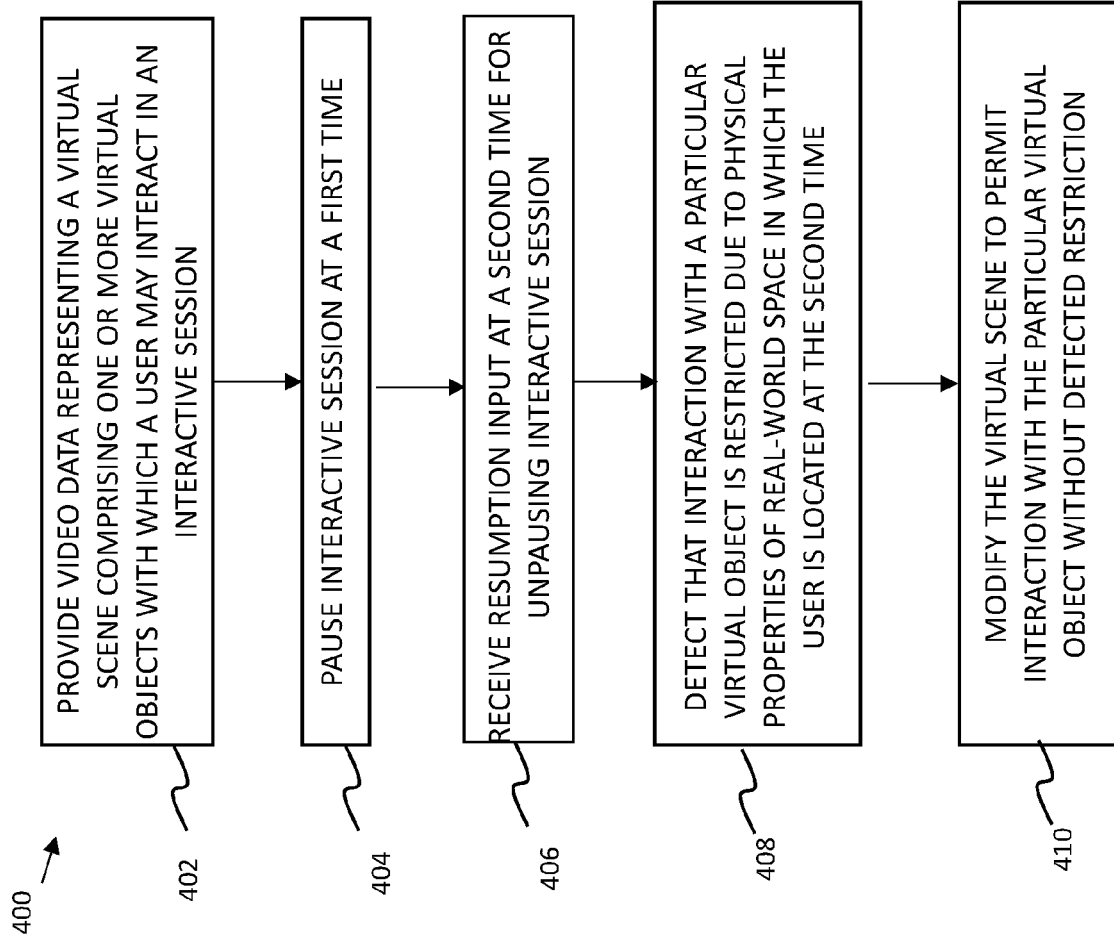 400
PROVIDE VIDEO DATA REPRESENTING A VIRTUAL
SCENE COMPRISING ONE OR MORE VIRTUAL
OBJECTS WITH WHICH A USER MAY INTERACT IN AN
INTERACTIVE SESSION
402
PAUSE INTERACTIVE SESSION AT A FIRST TIME
404
RECEIVE RESUMPTION INPUT AT A SECOND TIME FOR
UNPAUSING INTERACTIVE SESSION
406
DETECT THAT INTERACTION WITH A PARTICULAR
VIRTUAL OBJECT IS RESTRICTED DUE TO PHYSICAL
PROPERTIES OF REAL-WORLD SPACE IN WHICH THE
USER IS LOCATED AT THE SECOND TIME
408
MODIFY THE VIRTUAL SCENE TO PERMIT
INTERACTION WITH THE PARTICULAR VIRTUAL
OBJECT WITHOUT DETECTED RESTRICTION
410